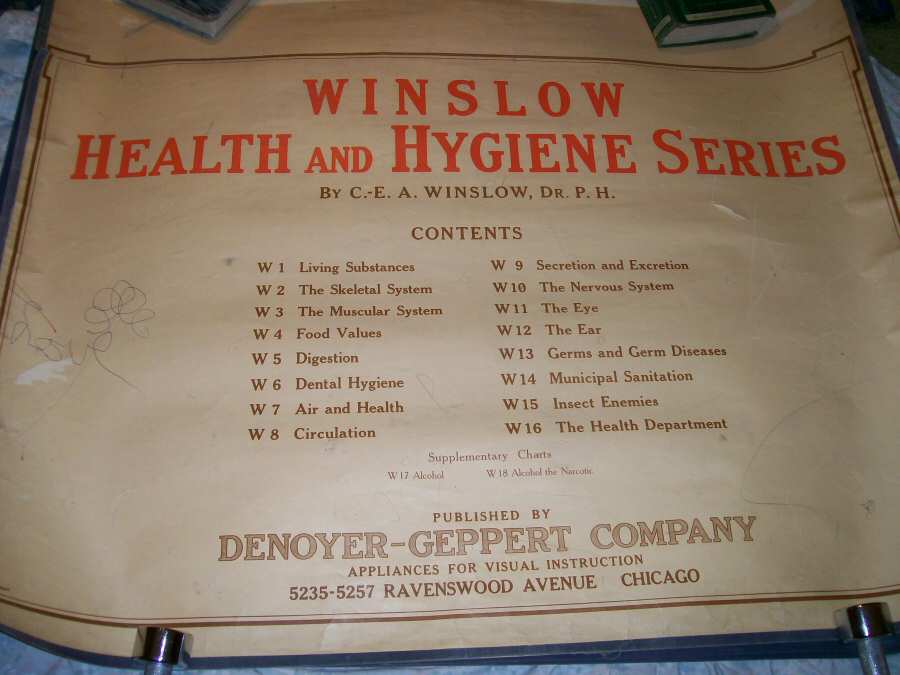 WINSLOW
HEALTH AND HYGIENE SERIES
BY C.-E. A. WINSLOW, DR. P. H.
CONTENTS
W 1 Living Substances
W 2 The Skeletal System
W 3 The Muscular System
W 4 Food Values
W 5 Digestion
W 6 Dental Hygiene
W 7 Air and Health
W 8 Circulation
W 9 Secretion and Excretion
W 10 The Nervous System
W 11 The Eye
W 12 The Ear
W 13 Germs and Germ Diseases
W 14 Municipal Sanitation
W 15 Insect Enemies
W 16 The Health Department
Supplementary Charts
W 17 Alcohol W 18 Alcohol the Narcotic
PUBLISHED BY
DENOYER-GEPPERT COMPANY
APPLIANCES FOR VISUAL INSTRUCTION
5235-5257 RAVENSWOOD AVENUE CHICAGO